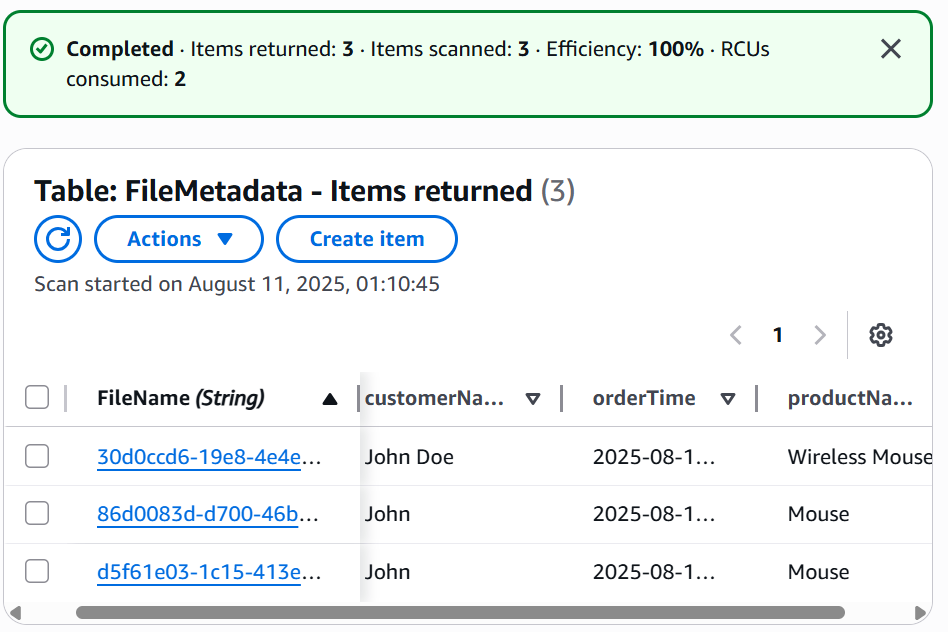 Completed · Items returned: 3 · Items scanned: 3 · Efficiency: 100% · RCUs
consumed: 2
Table: FileMetadata - Items returned (3)
Actions
Create item
Scan started on August 11, 2025, 01:10:45
1
FileName (String) customerNa... orderTime productNa...
30d0ccd6-19e8-4e4e... John Doe 2025-08-1... Wireless Mouse
86d0083d-d700-46b... John 2025-08-1... Mouse
d5f61e03-1c15-413e... John 2025-08-1... Mouse